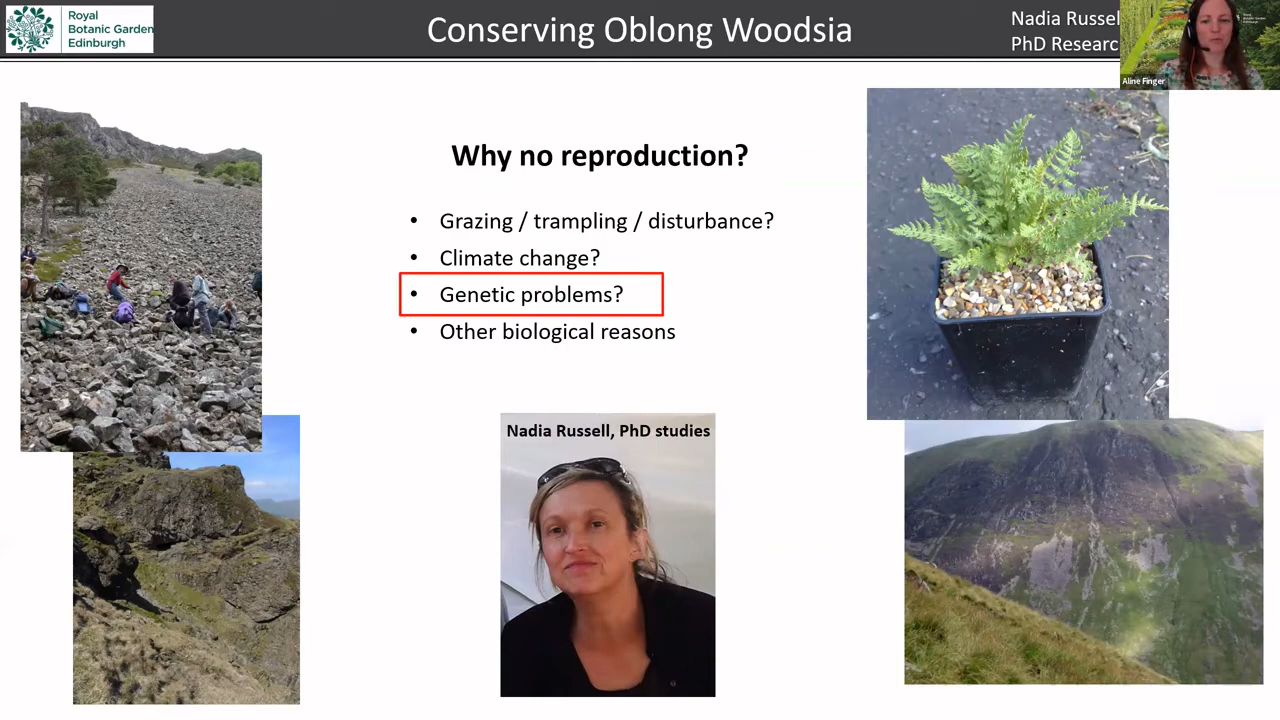 Royal
Botanic Garden
Edinburgh
Conserving Oblong Woodsia
Nadia Russel
PhD Researc
Aline Finger
Why no reproduction?
• Grazing / trampling / disturbance?
• Climate change?
• Genetic problems?
• Other biological reasons
Nadia Russell, PhD studies